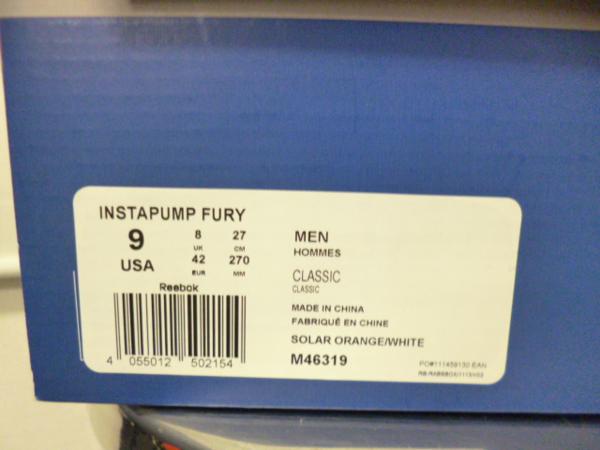 INSTAPUMP FURY
9 USA
8 UK
27 CM
42 EUR
270 MM
Reebok
4 055012 502154
MEN
HOMMES
CLASSIC
CLASSIC
MADE IN CHINA
FABRIQUÉ EN CHINE
SOLAR ORANGE/WHITE
M46319